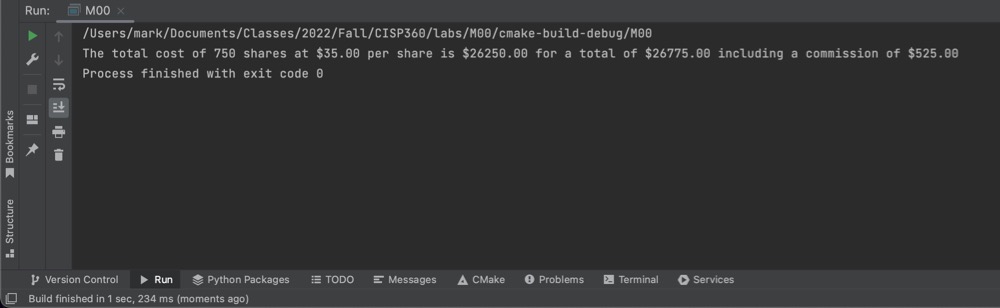 Run: M00
/Users/mark/Documents/Classes/2022/Fall/CISP360/labs/M00/cmake-build-debug/M00
The total cost of 750 shares at $35.00 per share is $26250.00 for a total of $26775.00 including a commission of $525.00
Process finished with exit code 0
Bookmarks
Structure
Version Control Run Python Packages TODO Messages CMake Problems Terminal Services
Build finished in 1 sec, 234 ms (moments ago)